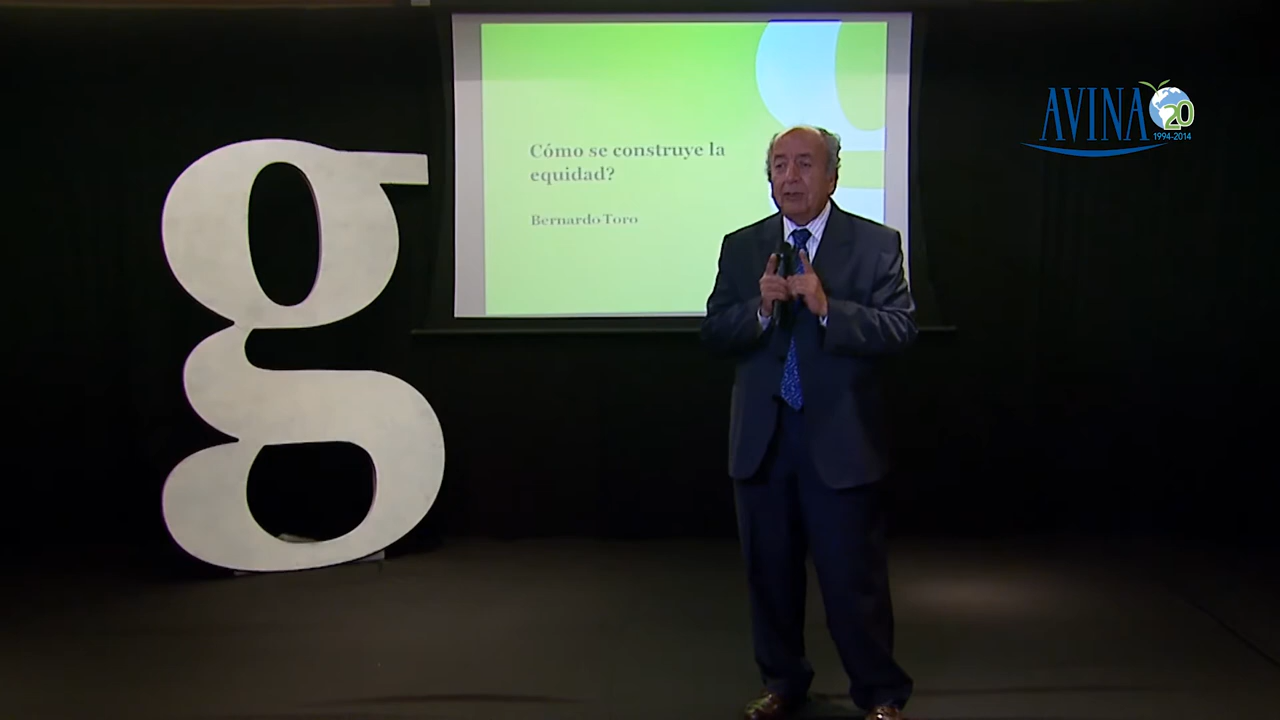 g
Cómo se construye la
equidad?
Bernardo Toro
AVINA
20
1994-2014